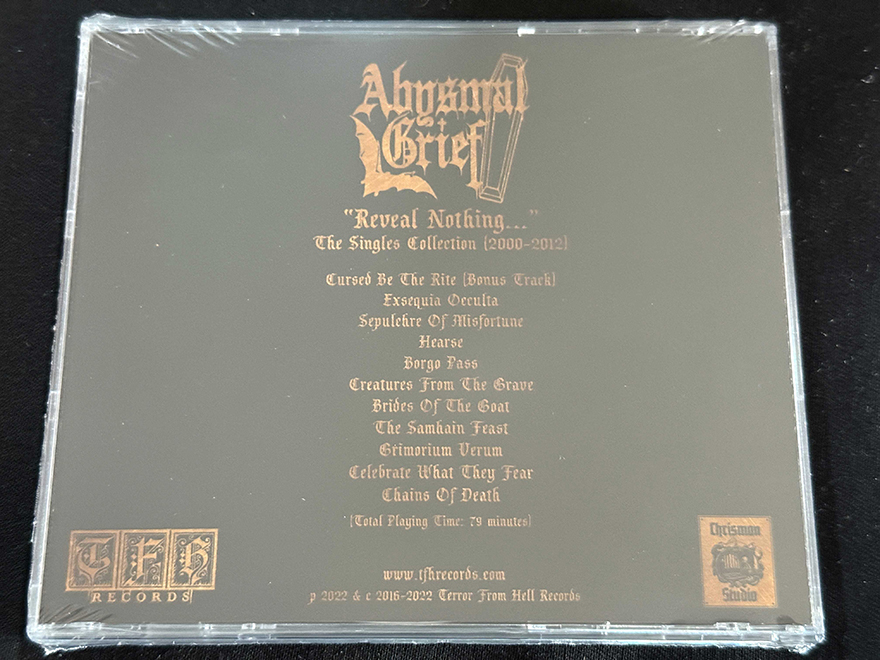 Abysmal
Grief
"Reveal Nothing..."
The Singles Collection [2000-2012]
Cursed Be The Rite [Bonus Track]
Exsequia Occulta
Sepulchre Of Misfortune
Hearse
Borgo Pass
Creatures From The Grave
Brides Of The Goat
The Samhain Feast
Grimorium Verum
Celebrate What They Fear
Chains Of Death
[Total Playing Time: 79 minutes]
TFH
RECORDS
Chrismon
Studio
www.tfhrecords.com
p 2022 & c 2016-2022 Terror From Hell Records